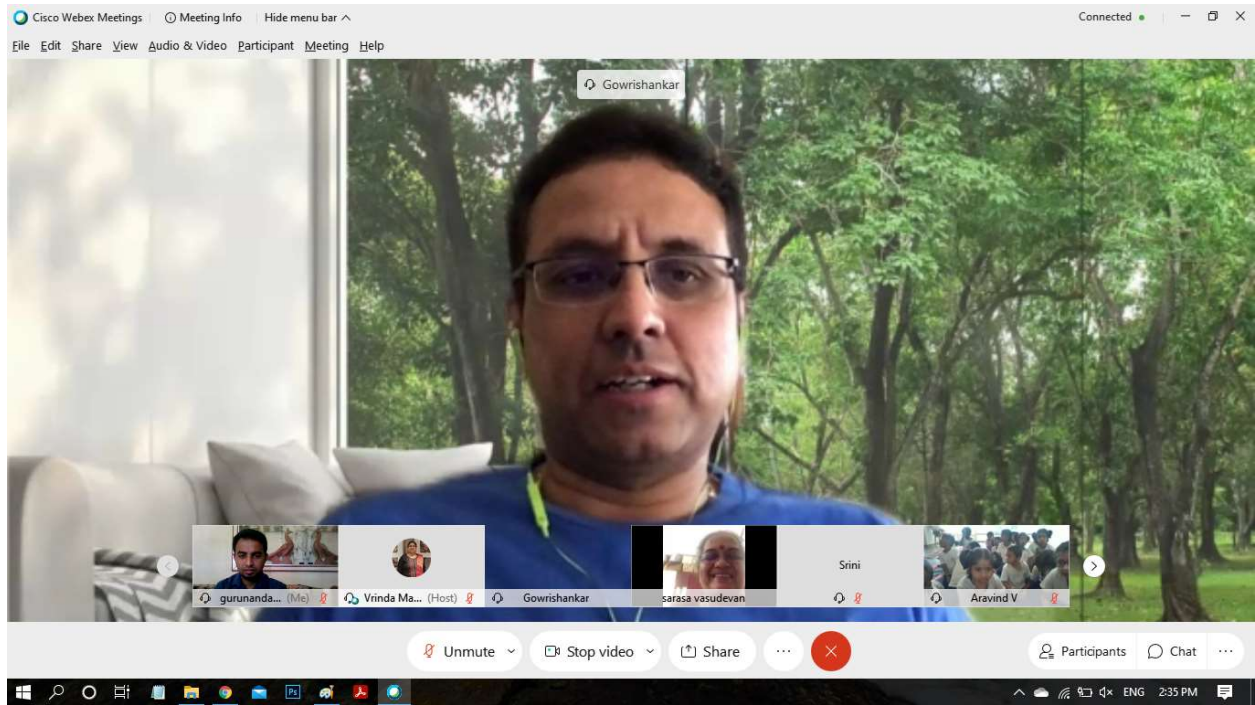 Cisco Webex Meetings Meeting Info Hide menu bar Connected
File Edit Share View Audio & Video Participant Meeting Help
Gowrishankar
Srini
gurunanda... (Me) Vrinda Ma... (Host) Gowrishankar sarasa vasudevan Aravind V
Unmute Stop video Share ... Participants Chat ...
Ps ENG 2:35 PM